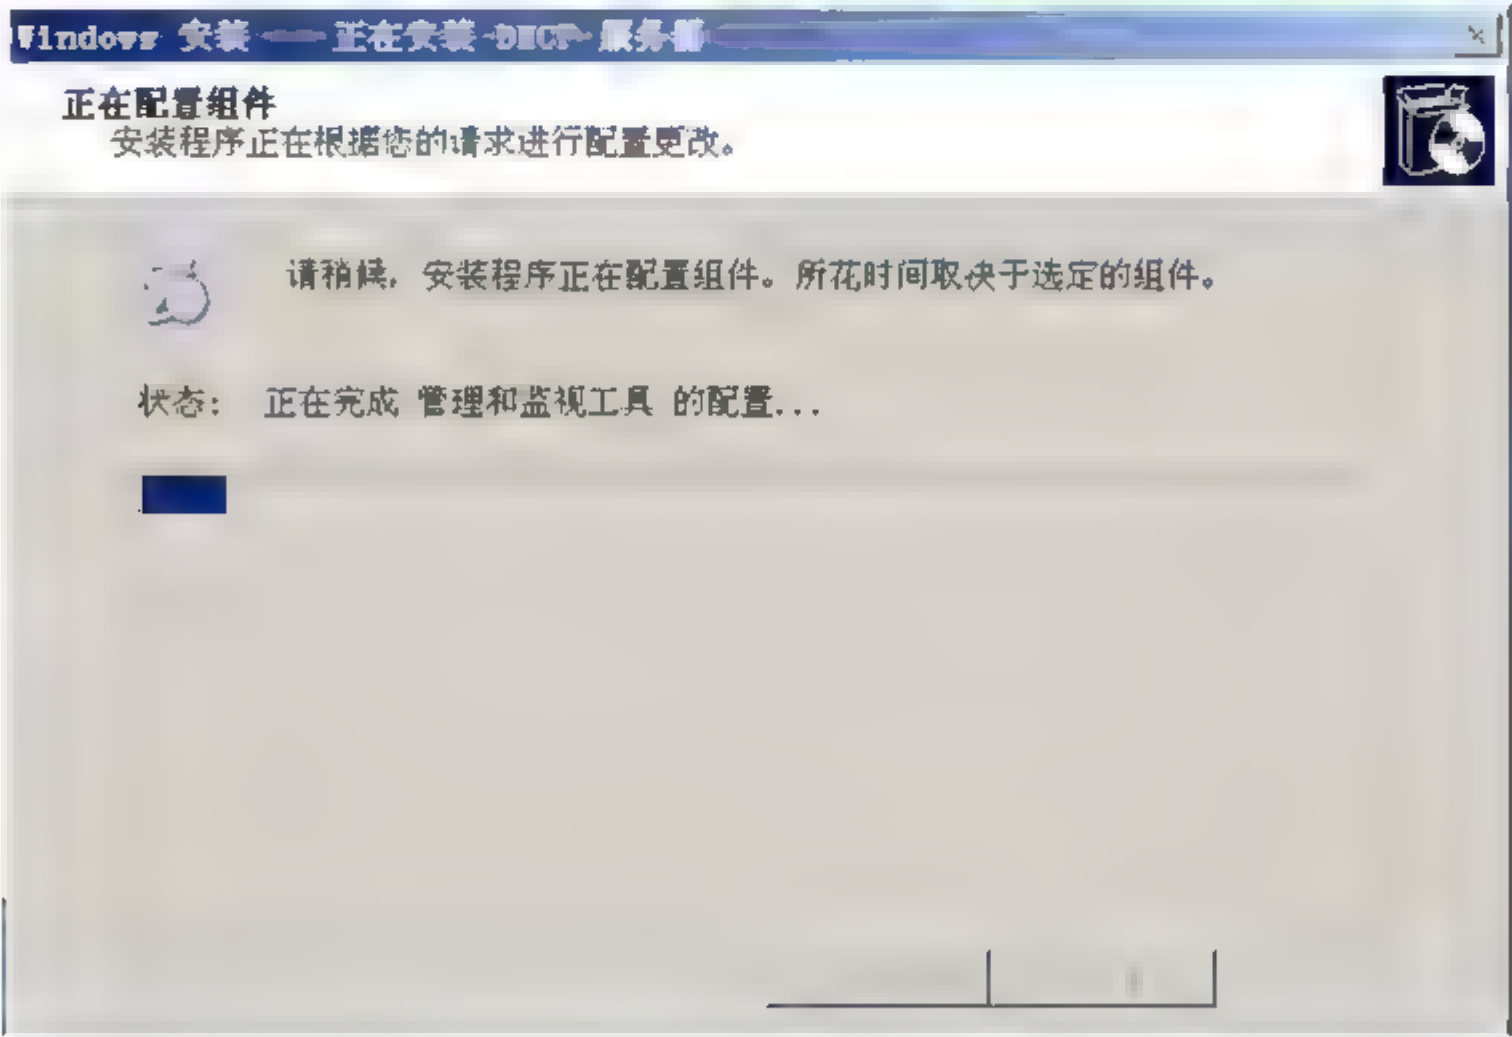 Windows 安装 —— 正在安装 DHCP 服务器
正在配置组件
安装程序正在根据您的请求进行配置更改。
请稍候，安装程序正在配置组件。所花时间取决于选定的组件。
状态： 正在完成 管理和监视工具 的配置...